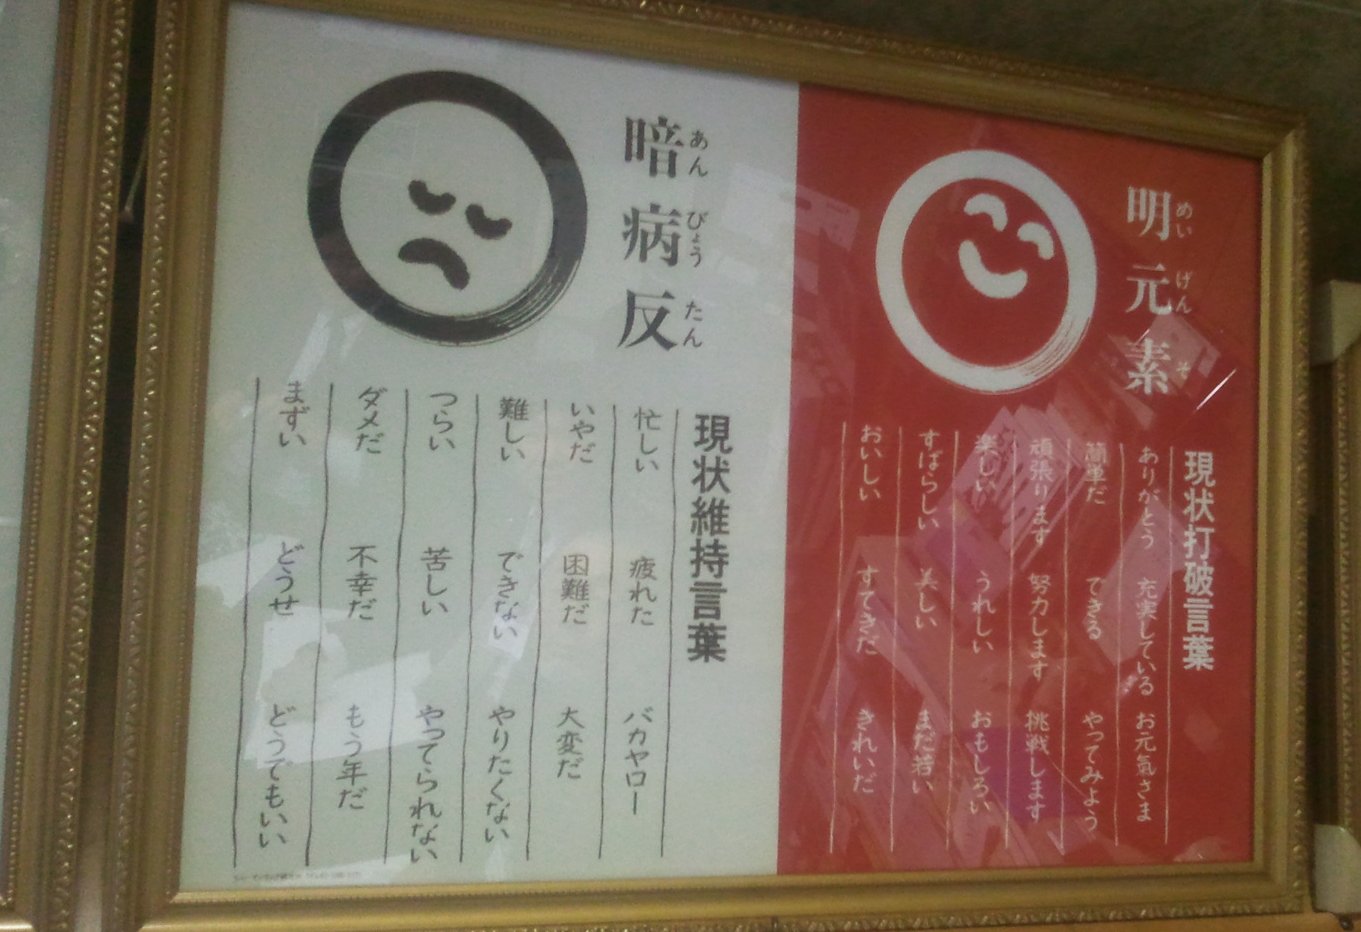 明元素
めいげんそ
現状打破言葉
ありがとう 充実している お元氣さま
簡単だ できる やってみよう
頑張ります 努力します 挑戦します
楽しい うれしい おもしろい
すばらしい 美しい まだ若い
おいしい すてきだ きれいだ
暗病反
あんびょうたん
現状維持言葉
忙しい 疲れた バカヤロー
いやだ 困難だ 大変だ
難しい できない やりたくない
つらい 苦しい やってられない
ダメだ 不幸だ もう年だ
まずい どうせ どうでもいい